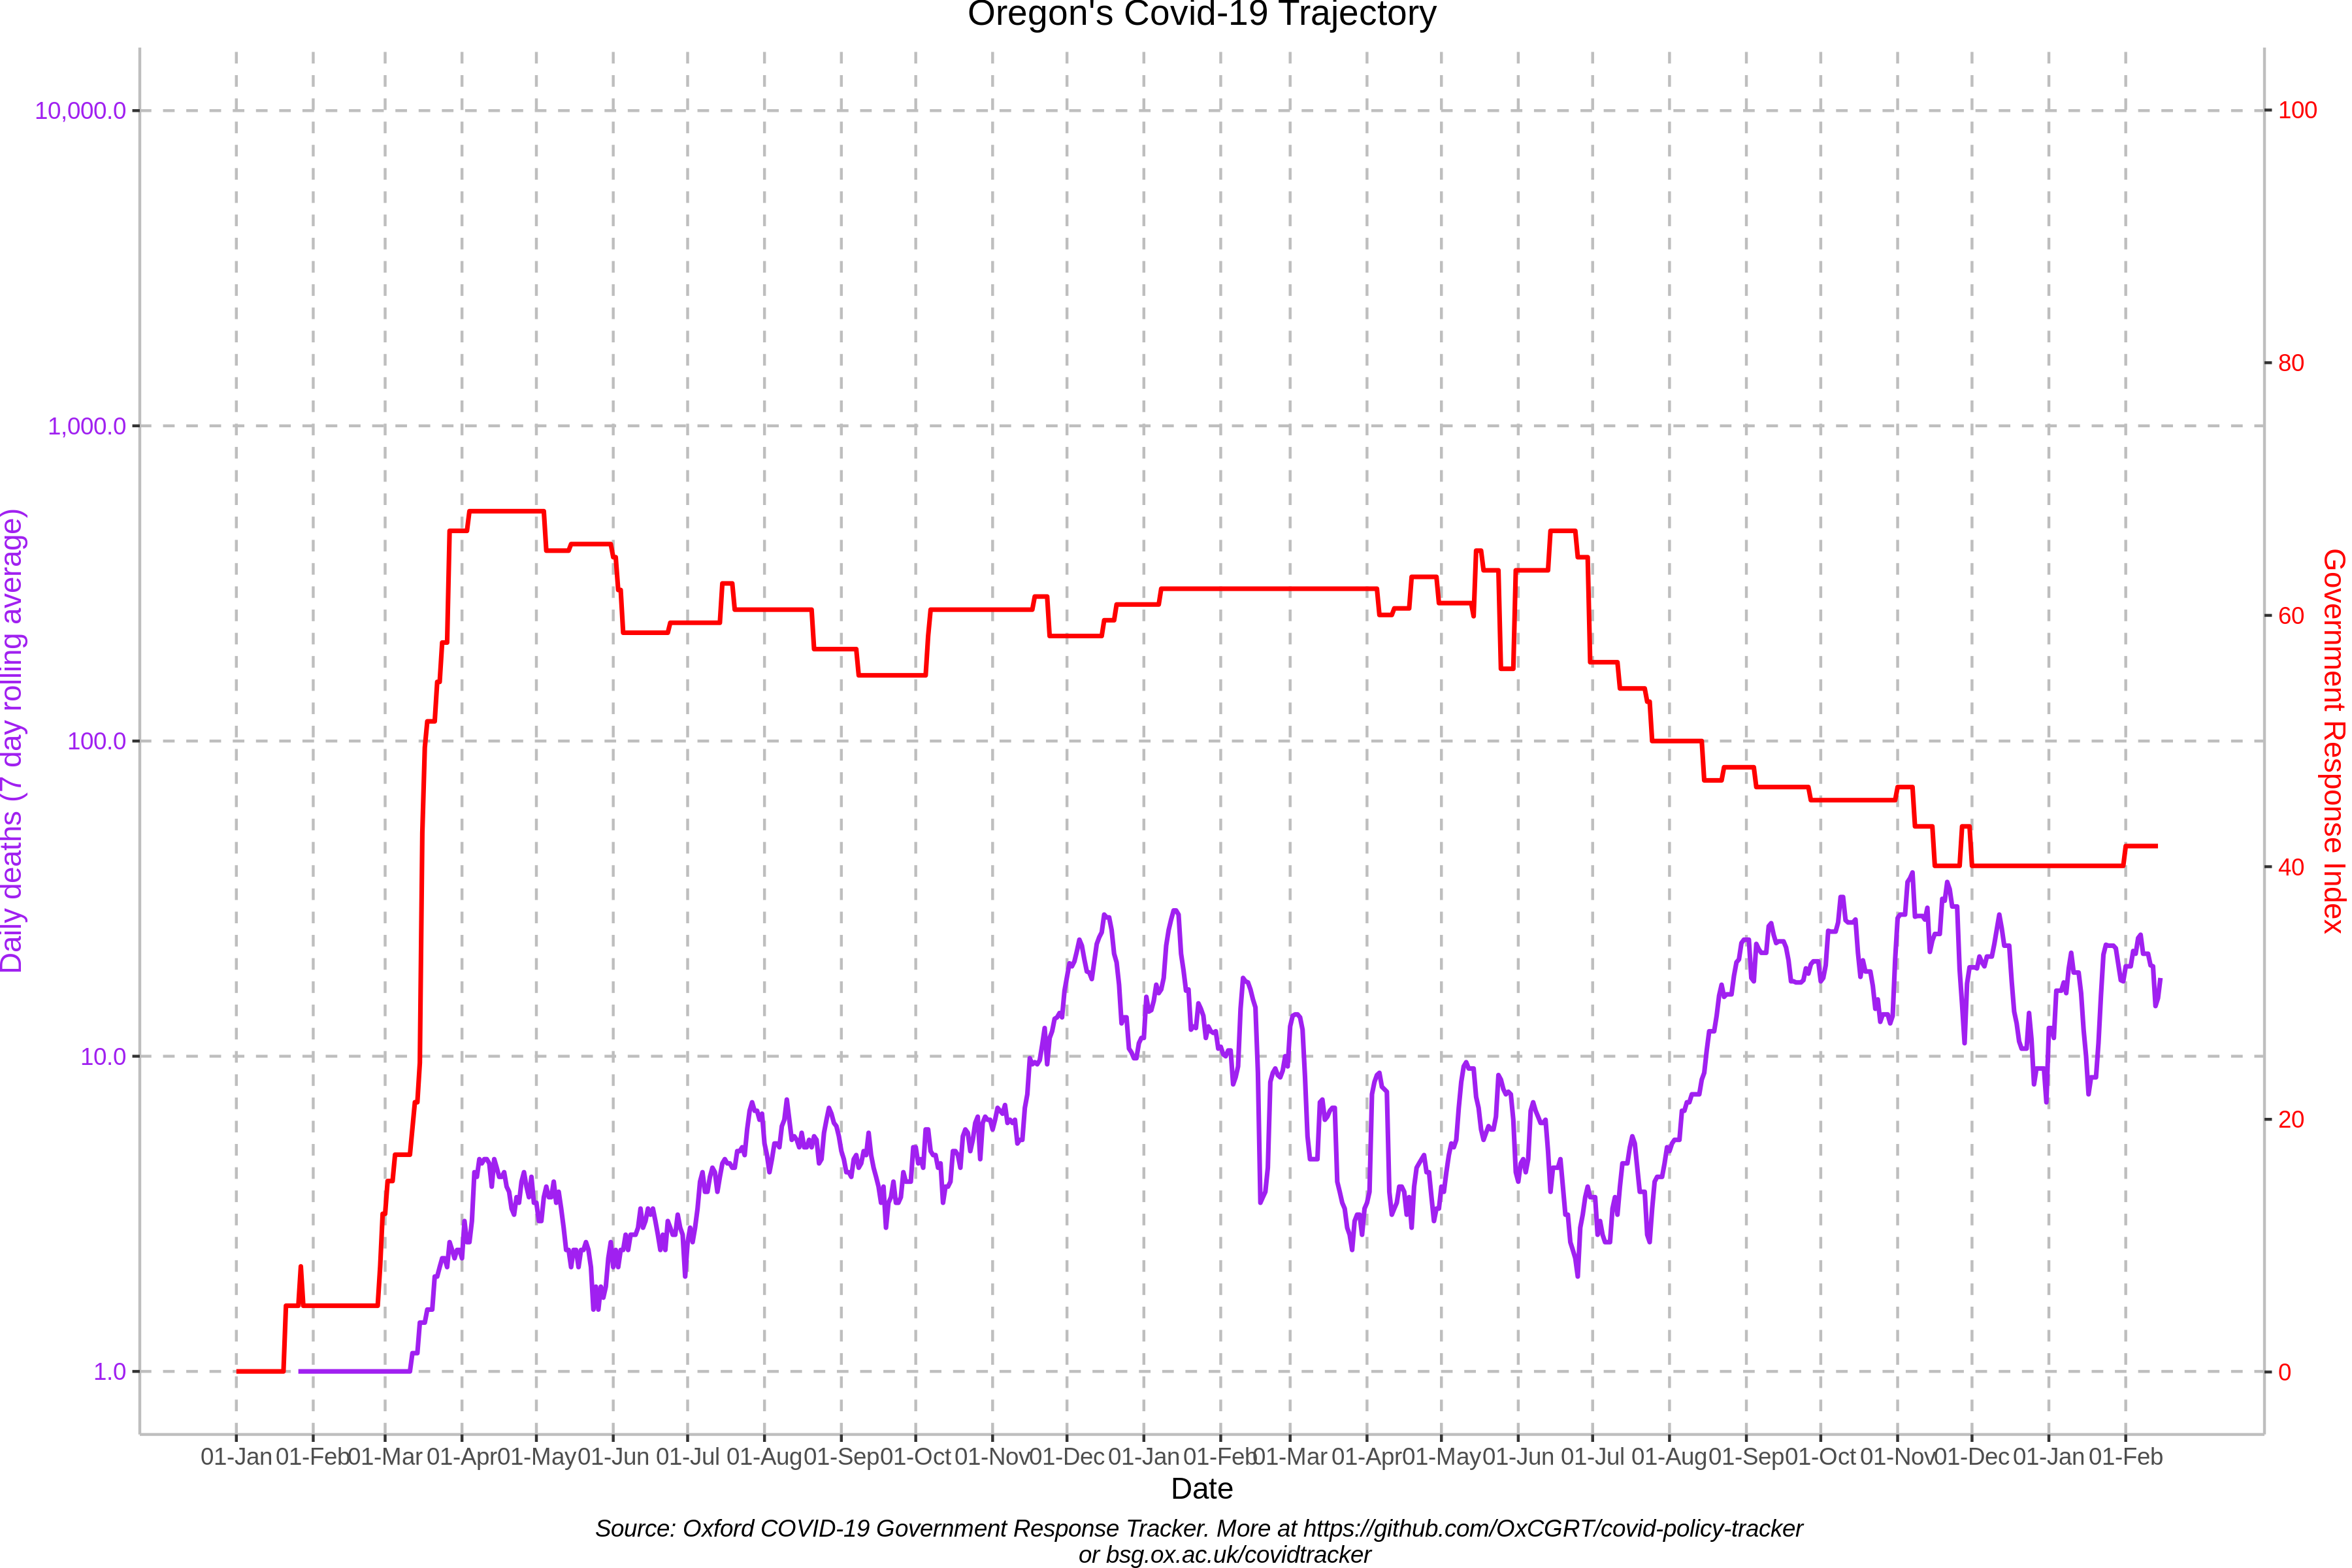 Oregon's Covid-19 Trajectory
10,000.0
1,000.0
100.0
10.0
1.0
Daily deaths (7 day rolling average)
100
80
60
40
20
0
Government Response Index
01-Jan 01-Feb 01-Mar 01-Apr 01-May 01-Jun 01-Jul 01-Aug 01-Sep 01-Oct 01-Nov 01-Dec 01-Jan 01-Feb 01-Mar 01-Apr 01-May 01-Jun 01-Jul 01-Aug 01-Sep 01-Oct 01-Nov 01-Dec 01-Jan 01-Feb
Date
Source: Oxford COVID-19 Government Response Tracker. More at https://github.com/OxCGRT/covid-policy-tracker
or bsg.ox.ac.uk/covidtracker